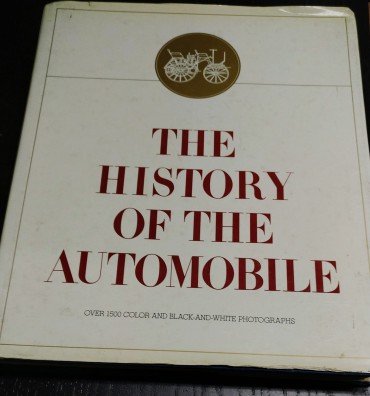 THE
HISTORY
OF THE
AUTOMOBILE
OVER 1500 COLOR AND BLACK-AND-WHITE PHOTOGRAPHS